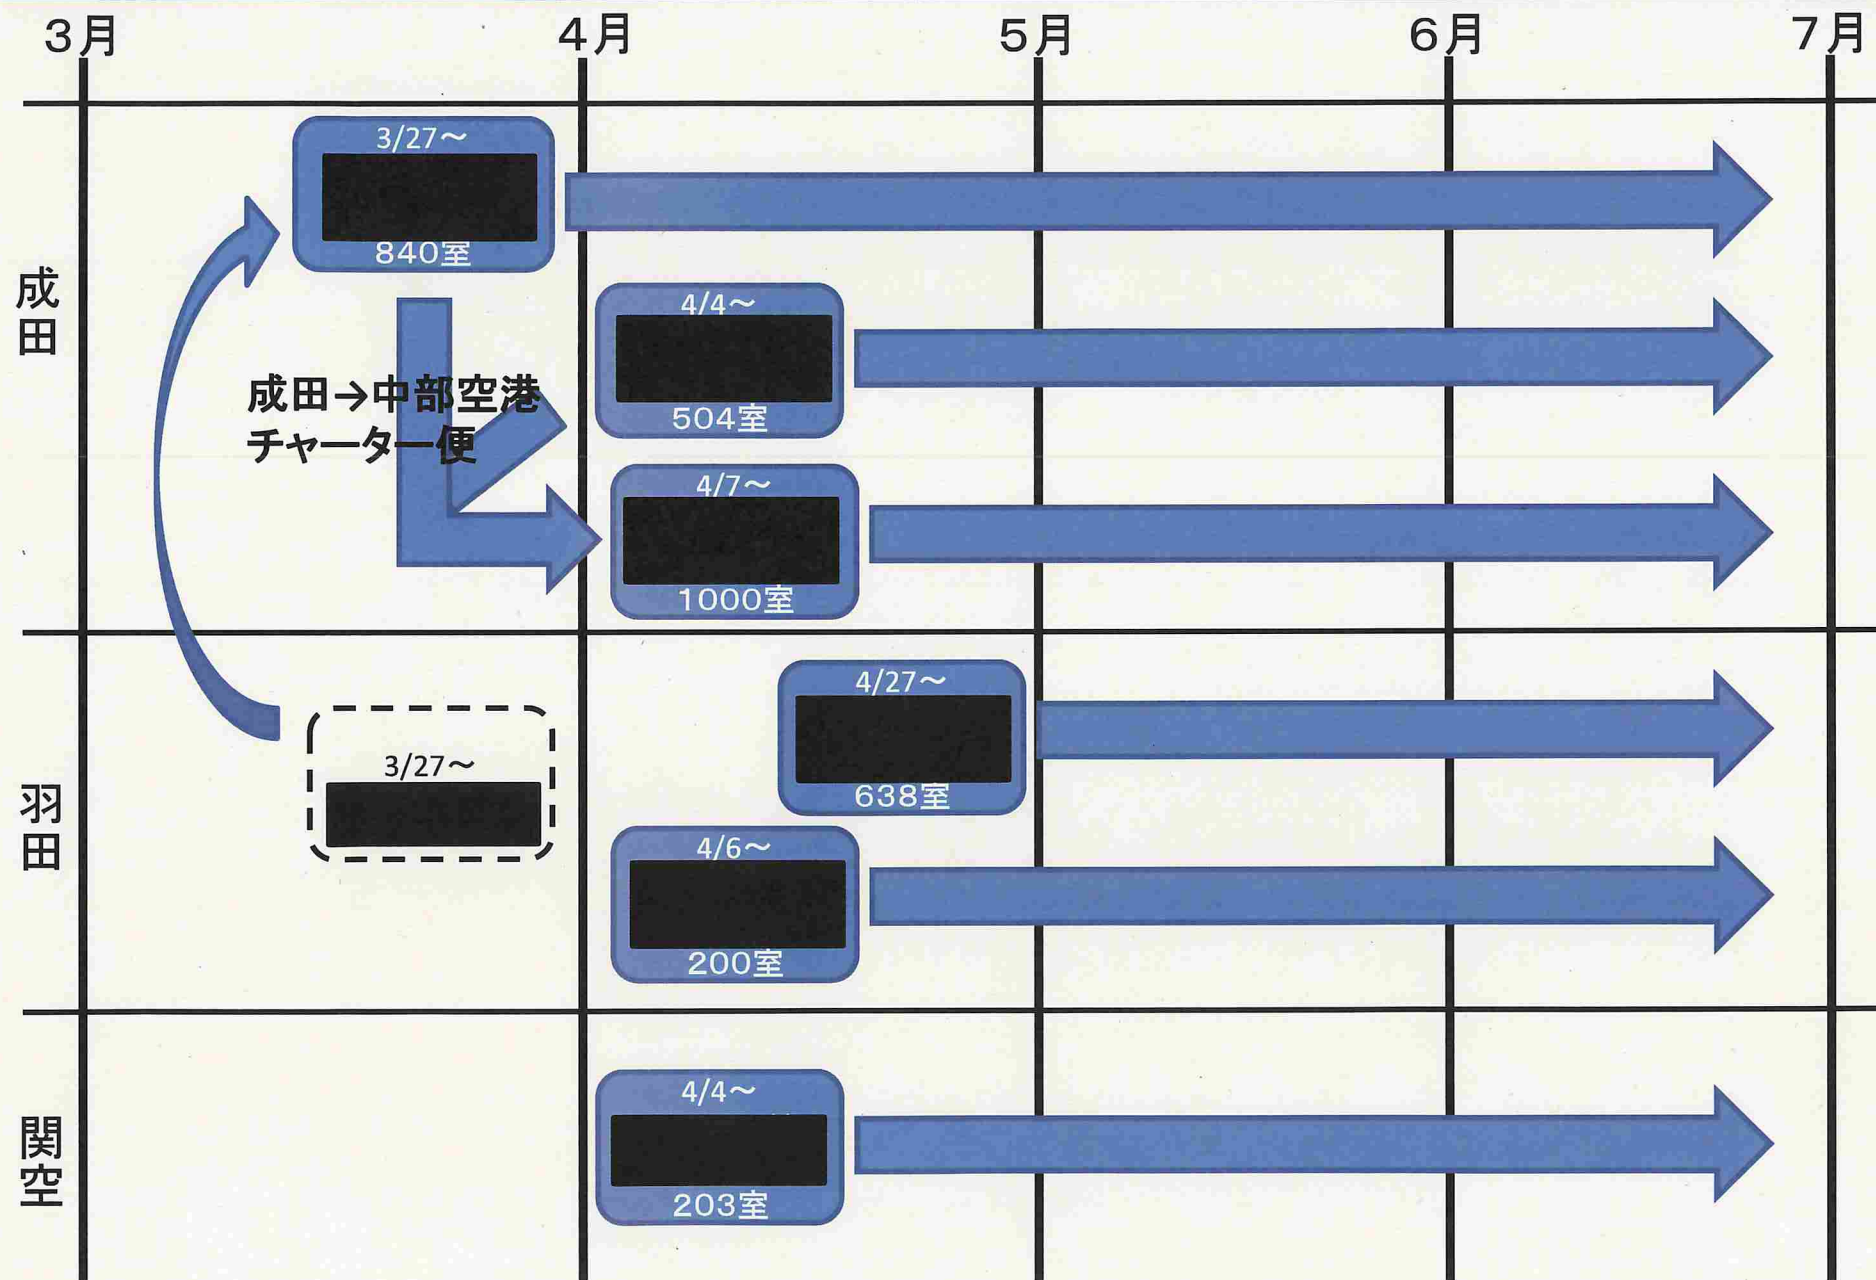 3月 4月 5月 6月 7月
成田
3/27～
840室
4/4～
504室
成田→中部空港
チャーター便
4/7～
1000室
羽田
4/27～
638室
3/27～
4/6～
200室
関空
4/4～
203室